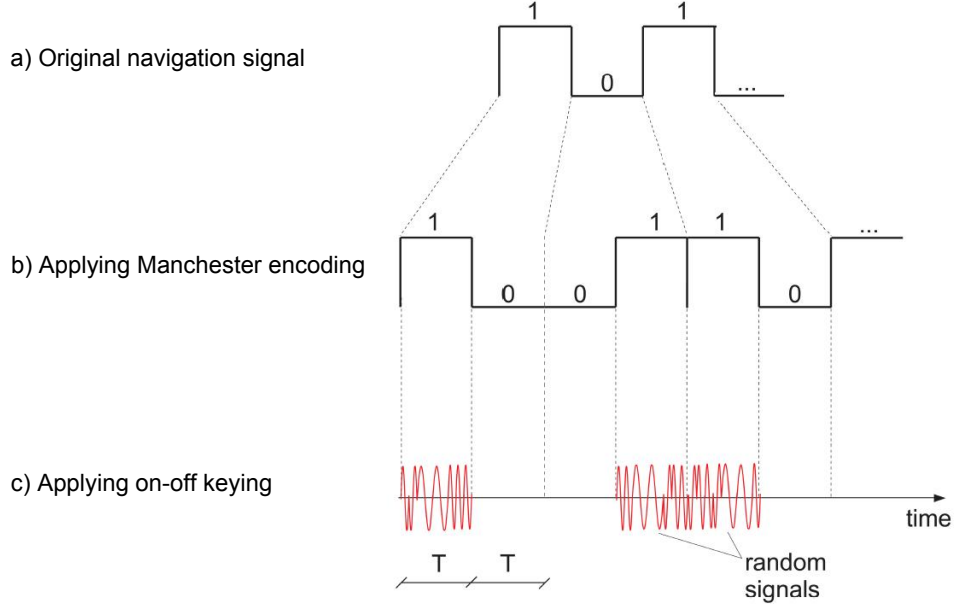 1 1
a) Original navigation signal
0 ...
1 1 1 ...
b) Applying Manchester encoding
0 0 0
c) Applying on-off keying
time
T T
random
signals